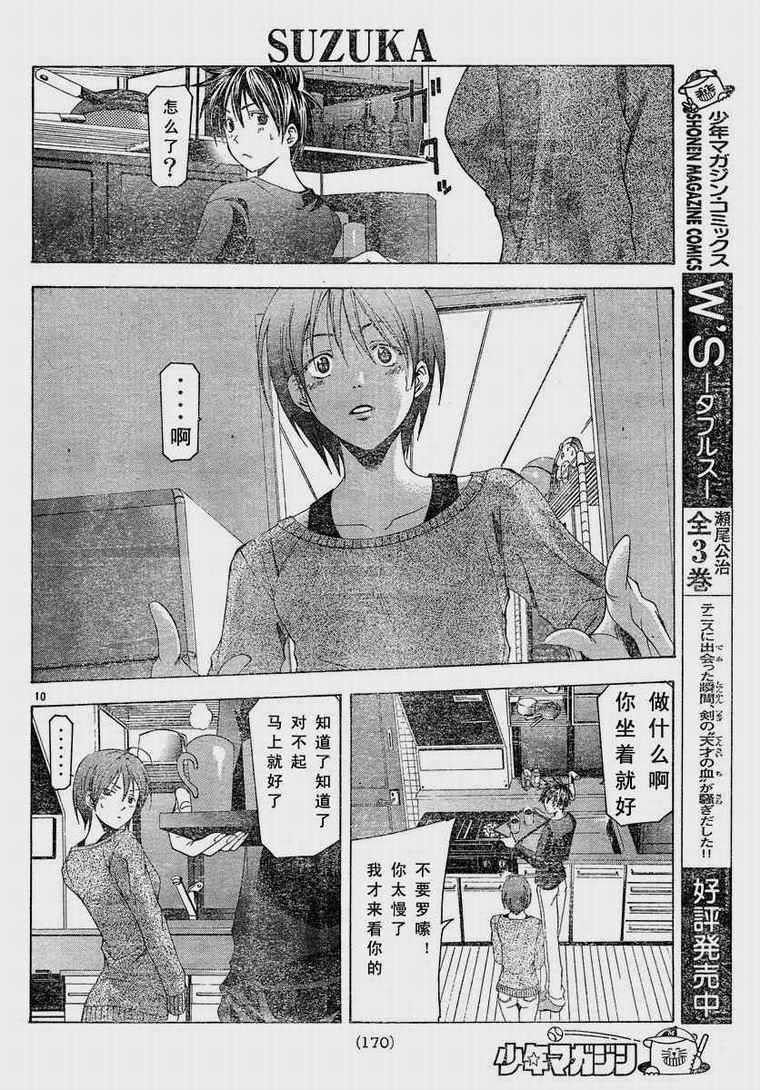 SUZUKA
怎么了？
・・・・
啊
10
做什么啊
你坐着就好
不要罗嗦！
你太慢了
我才来看你的
知道了知道了
对不起
马上就好了
・・・・・
少年マガジン・コミックス
SHONEN MAGAZINE COMICS
W'S
ーダブルスー
瀬尾公治
全3巻
テニスに出会った瞬間、剣の"天才の血"が騒ぎだした!!
好評発売中
(170)
少年マガジン